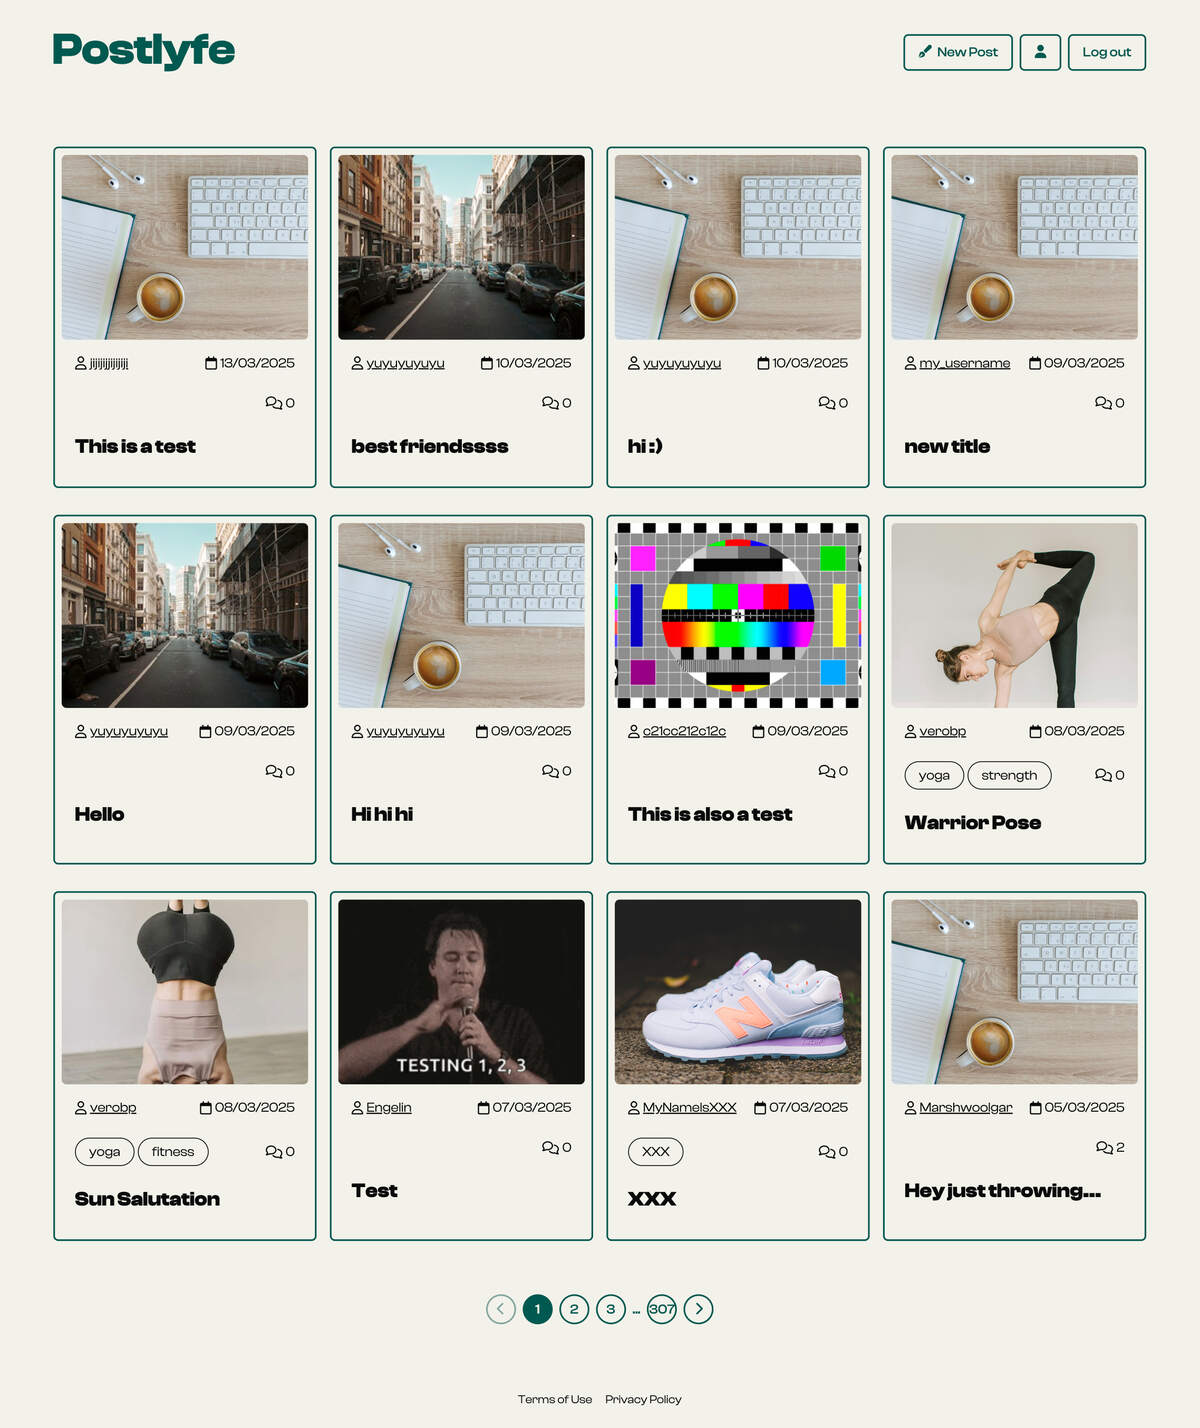 Postlyfe
New Post
Log out
13/03/2025
0
This is a test
yuyuyuyuyu 10/03/2025
0
best friendssss
yuyuyuyuyu 10/03/2025
0
hi :)
my_username 09/03/2025
0
new title
yuyuyuyuyu 09/03/2025
0
Hello
yuyuyuyuyu 09/03/2025
0
Hi hi hi
c21cc212c12c 09/03/2025
0
This is also a test
verobp 08/03/2025
yoga strength 0
Warrior Pose
verobp 08/03/2025
yoga fitness 0
Sun Salutation
TESTING 1, 2, 3
Engelin 07/03/2025
0
Test
N
MyNameIsXXX 07/03/2025
XXX 0
XXX
Marshwoolgar 05/03/2025
2
Hey just throwing...
1 2 3 ... 307
Terms of Use Privacy Policy